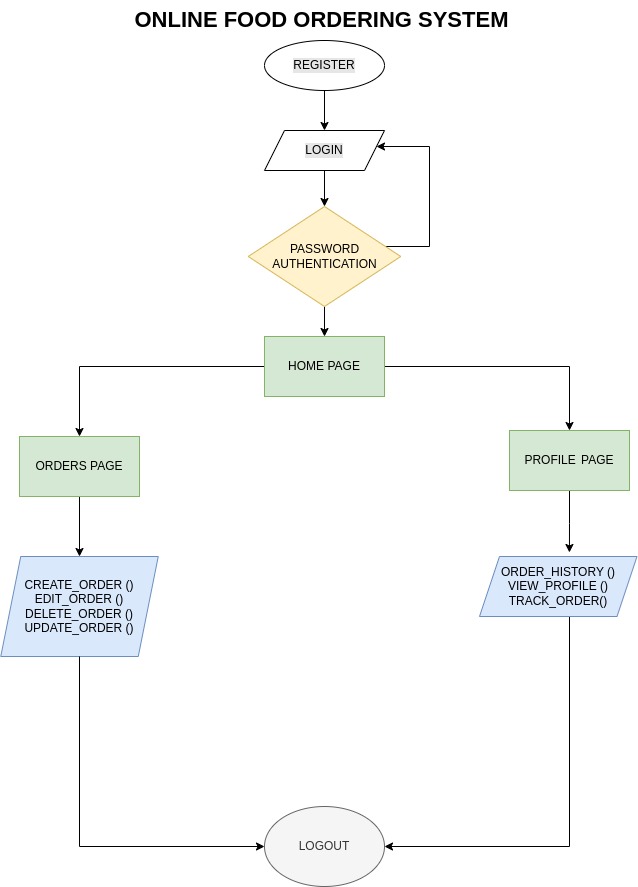 ONLINE FOOD ORDERING SYSTEM
REGISTER
LOGIN
PASSWORD
AUTHENTICATION
HOME PAGE
ORDERS PAGE
PROFILE PAGE
CREATE_ORDER ()
EDIT_ORDER ()
DELETE_ORDER ()
UPDATE_ORDER ()
ORDER_HISTORY ()
VIEW_PROFILE ()
TRACK_ORDER()
LOGOUT